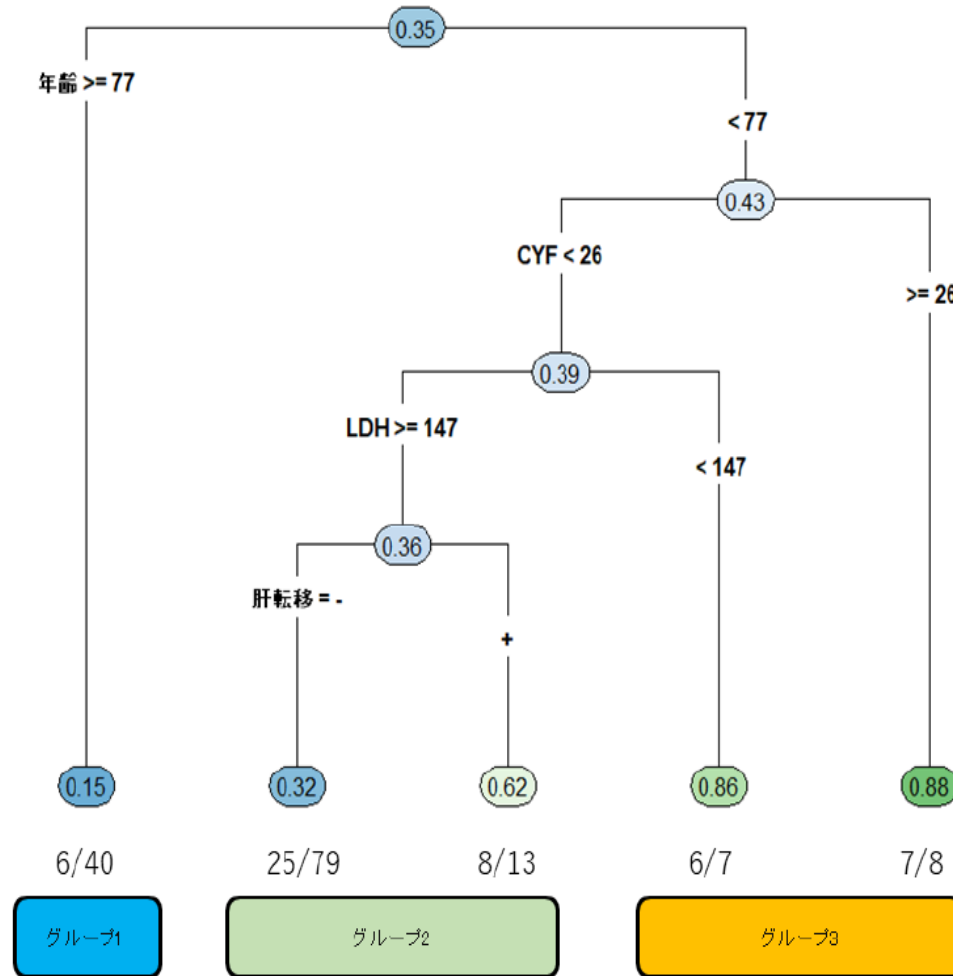 0.35
年齢 >= 77
< 77
0.43
CYF < 26
>= 26
0.39
LDH >= 147
< 147
0.36
肝転移 = -
+
0.15
0.32
0.62
0.86
0.88
6/40
25/79
8/13
6/7
7/8
グループ1
グループ2
グループ3